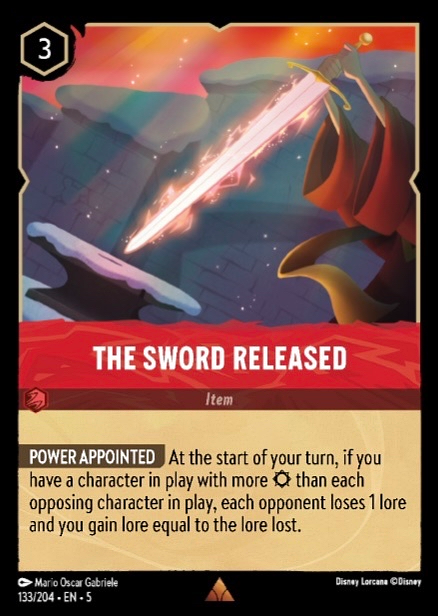 3
THE SWORD RELEASED
Item
POWER APPOINTED At the start of your turn, if you
have a character in play with more than each
opposing character in play, each opponent loses 1 lore
and you gain lore equal to the lore lost.
Mario Oscar Gabriele
Disney Lorcana ©Disney
133/204 • EN • 5